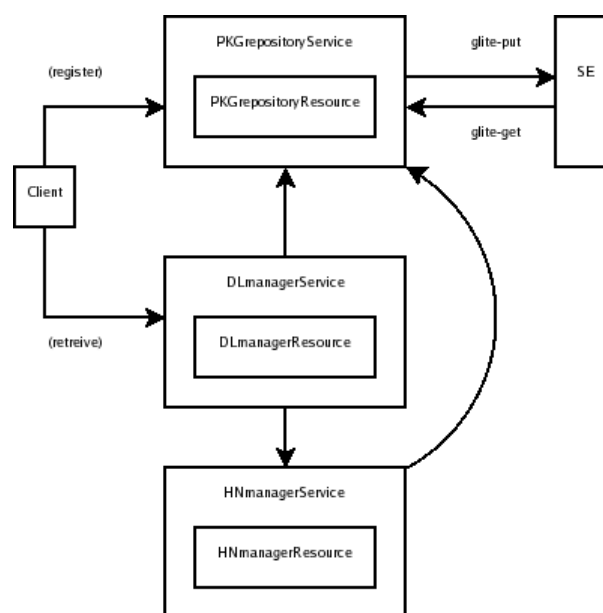 PKGrepositoryService
glite-put
SE
(register)
PKGrepositoryResource
glite-get
Client
DLmanagerService
(retreive)
DLmanagerResource
HNmanagerService
HNmanagerResource